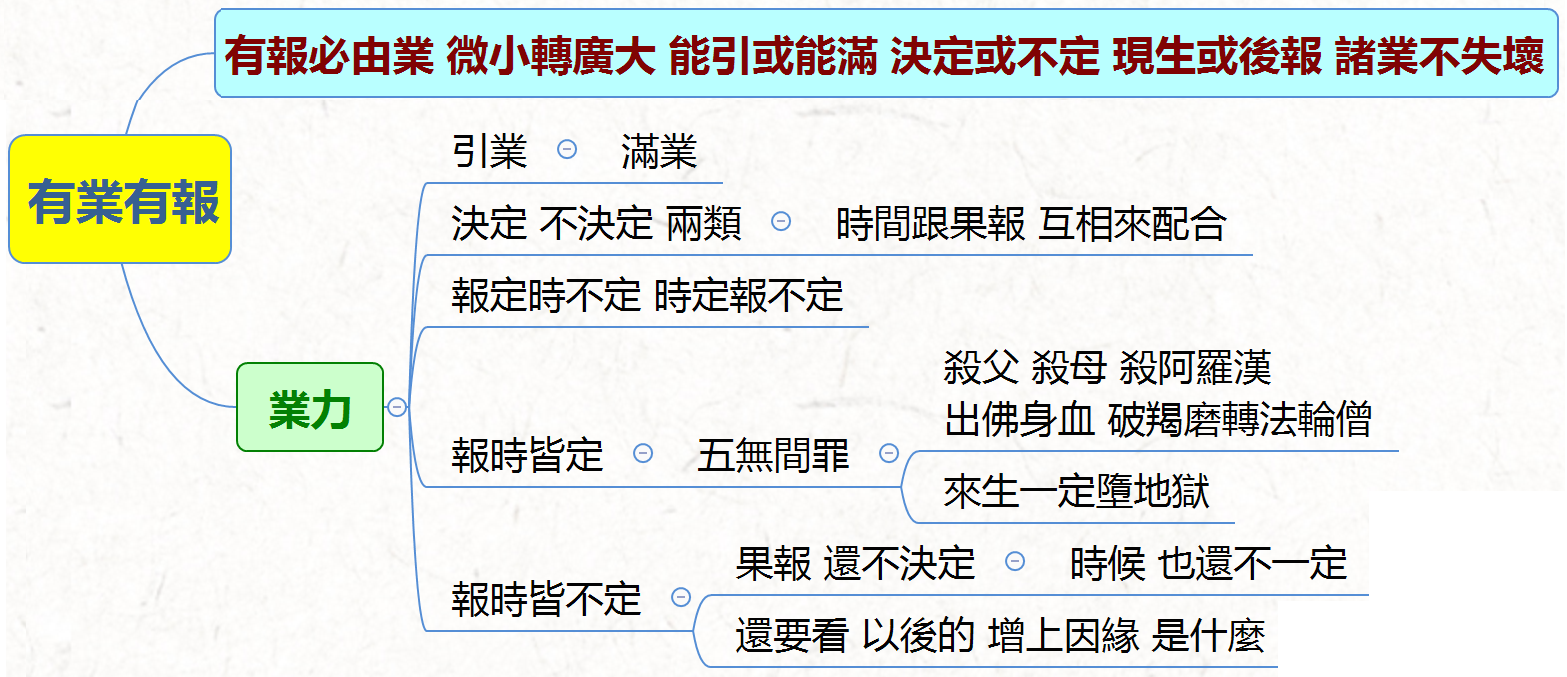 有報必由業 微小轉廣大 能引或能滿 決定或不定 現生或後報 諸業不失壞
有業有報
業力
引業 滿業
決定 不決定 兩類 時間跟果報 互相來配合
報定時不定 時定報不定
報時皆定 五無間罪
殺父 殺母 殺阿羅漢
出佛身血 破羯磨轉法輪僧
來生一定墮地獄
報時皆不定
果報 還不決定 時候 也還不一定
還要看 以後的 增上因緣 是什麼